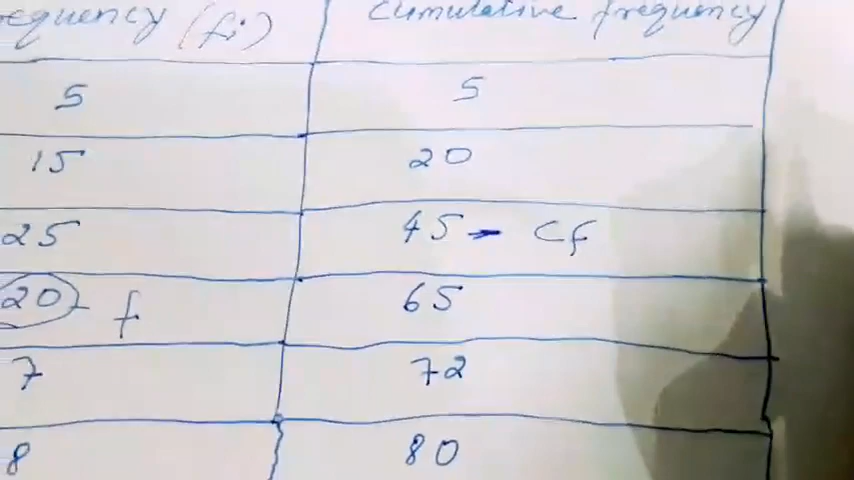 equency (fi) cumulative frequency
5 5
15 20
25 45 - cf
20 - f 65
7 72
8 80